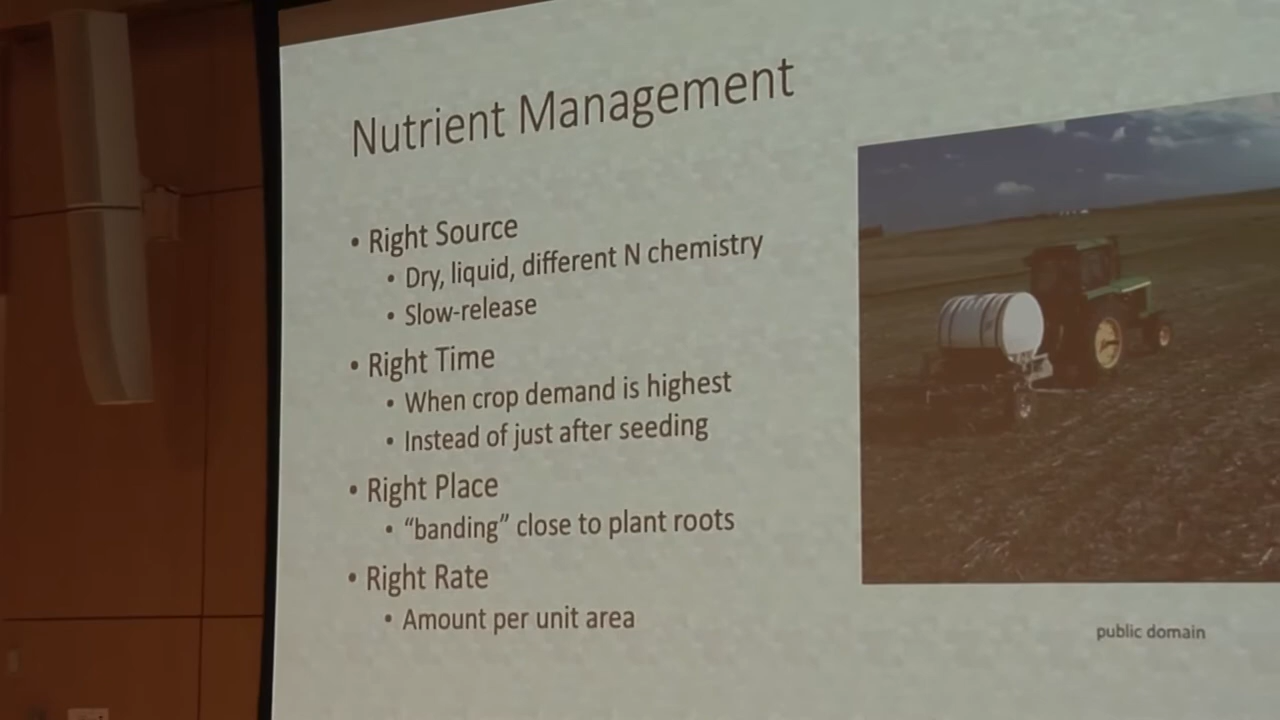 Nutrient Management
• Right Source
• Dry, liquid, different N chemistry
• Slow-release
• Right Time
• When crop demand is highest
• Instead of just after seeding
• Right Place
• “banding” close to plant roots
• Right Rate
• Amount per unit area
public domain